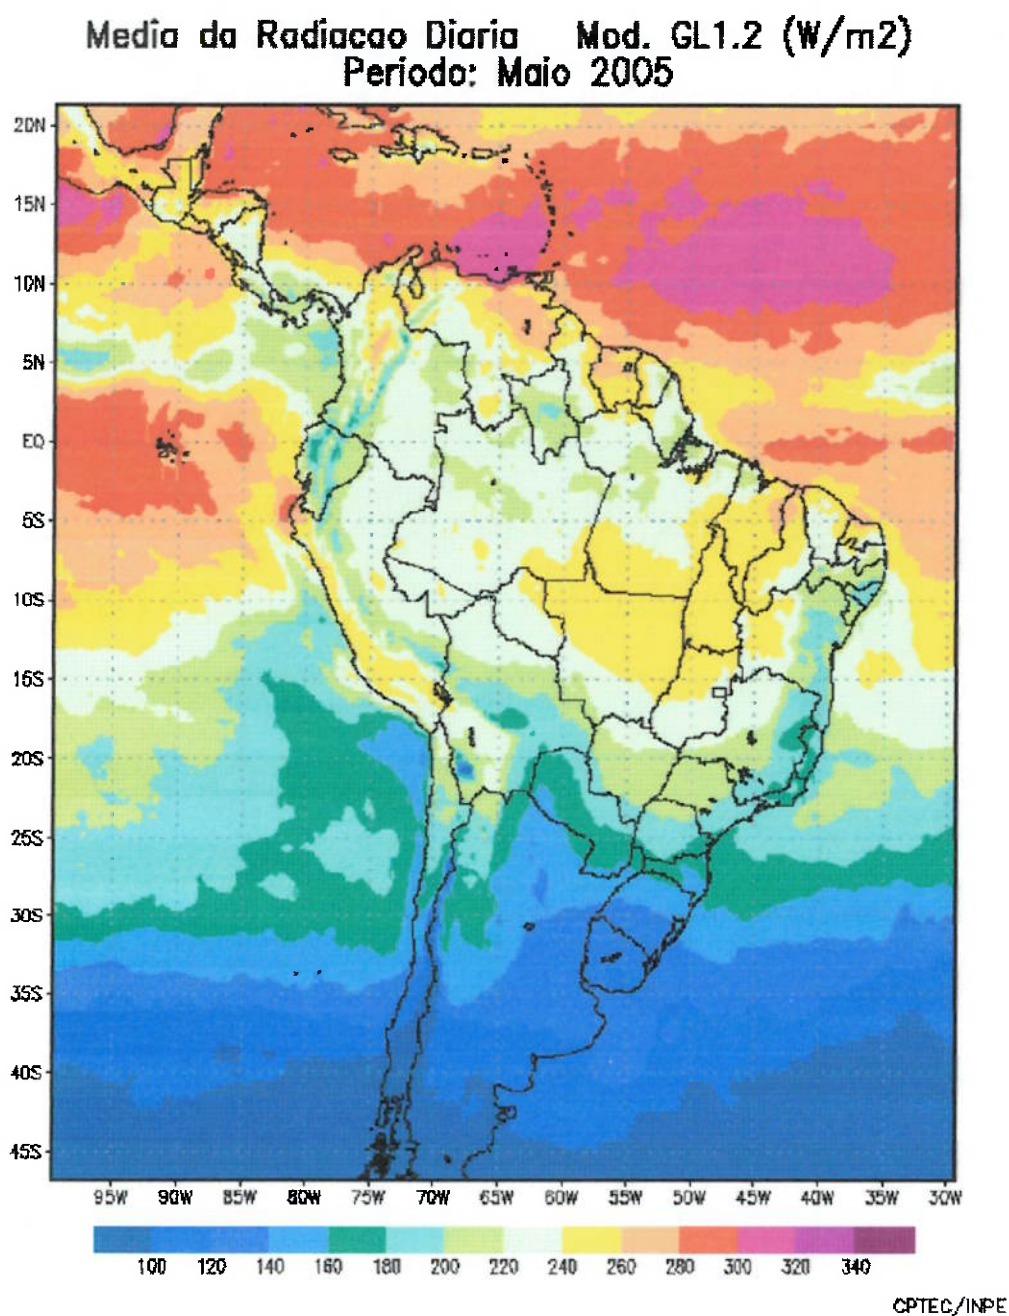 Media da Radiacao Diaria Mod. GL1.2 (W/m2)
Periodo: Maio 2005
20N
15N
10N
5N
EQ
5S
10S
15S
20S
25S
30S
35S
40S
45S
95W 90W 85W 80W 75W 70W 65W 60W 55W 50W 45W 40W 35W 30W
100 120 140 160 180 200 220 240 260 280 300 320 340
CPTEC/INPE